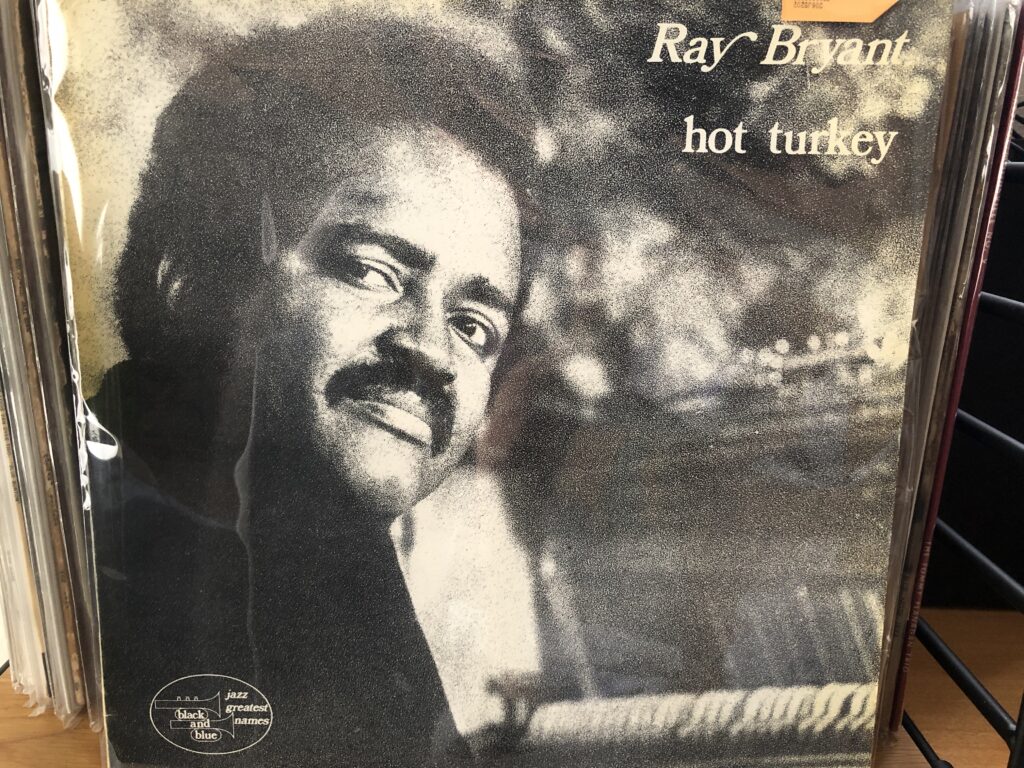 Ray Bryant
hot turkey
jazz
greatest
names
black
and
blue